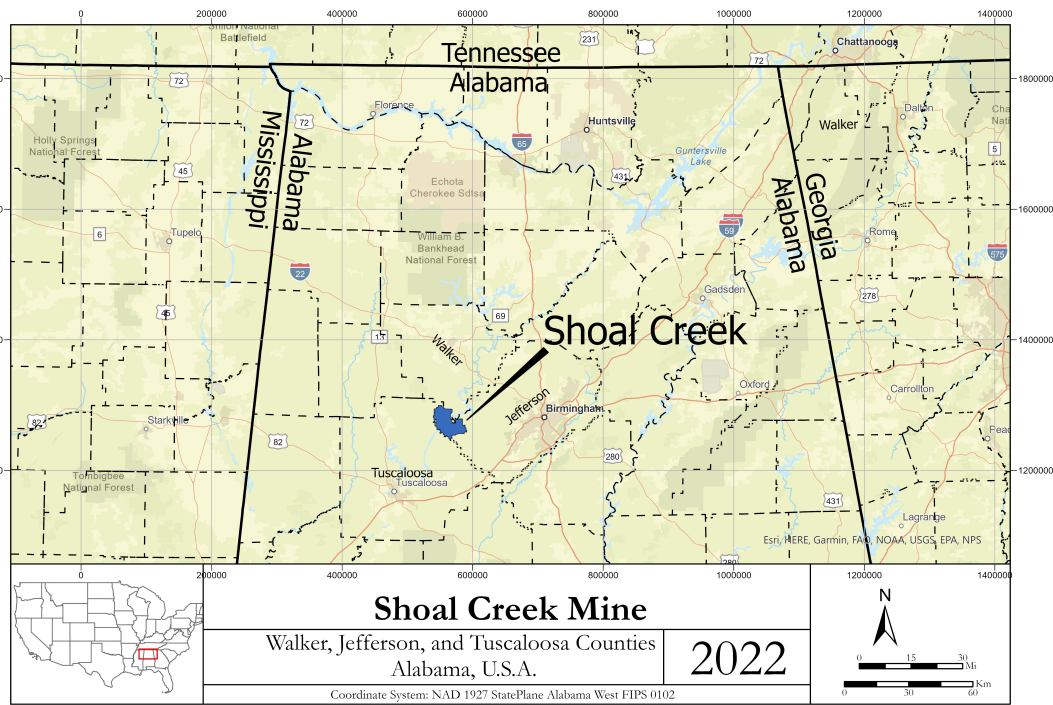 0 200000 400000 600000 800000 1000000 1200000 1400000
Shiloh National
Battlefield
231
Chattanooga
Tennessee
Alabama
72
72
1800000
Florence
Dalton
72
Huntsville
Walker
Holly Springs
National Forest
Mississippi
Alabama
65
Guntersville
Lake
5
45
431
Echota
Cherokee Sdtsa
Alabama
Georgia
1600000
6
Tupelo
59
Rome
William B.
Bankhead
National Forest
575
22
Gadsden
278
45
69
Shoal Creek
13
Walker
1400000
Oxford
Carrollton
Jefferson
Birmingham
82
Starkville
82
280
Tuscaloosa
Tuscaloosa
1200000
Tombigbee
National Forest
431
Lagrange
Esri, HERE, Garmin, FAO, NOAA, USGS, EPA, NPS
280
0 200000 400000 600000 800000 1000000 1200000 1400000
Shoal Creek Mine
Walker, Jefferson, and Tuscaloosa Counties
Alabama, U.S.A.
2022
Coordinate System: NAD 1927 StatePlane Alabama West FIPS 0102
N
0 15 30
Mi
Km
0 30 60